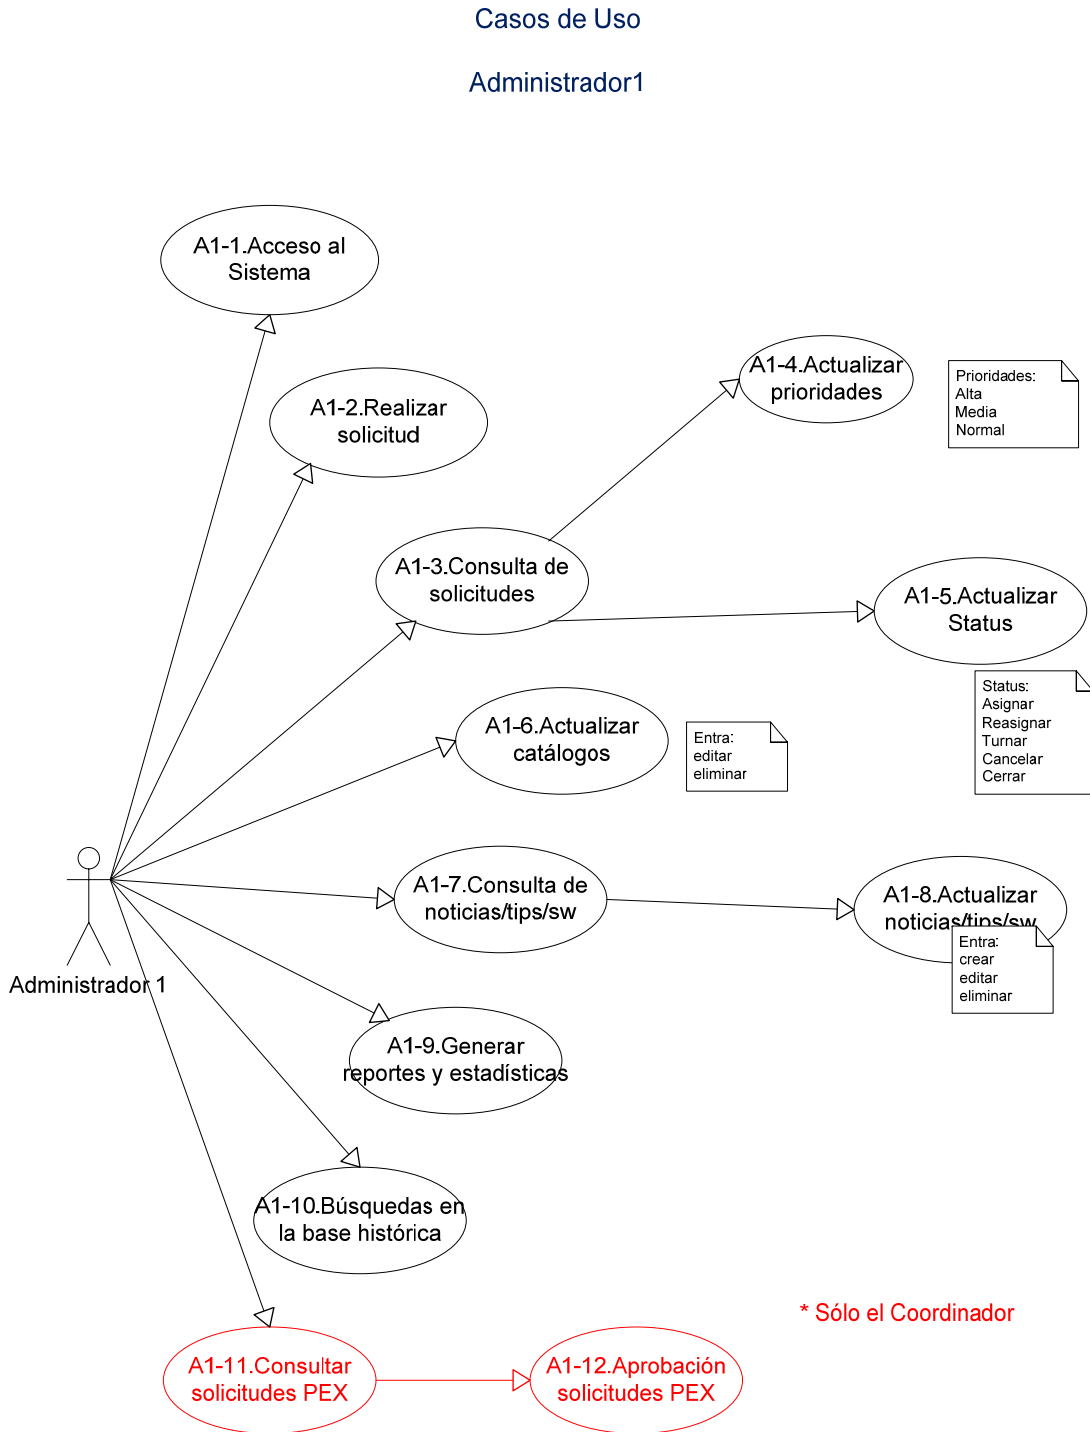 Casos de Uso
Administrador1
A1-1.Acceso al
Sistema
A1-2.Realizar
solicitud
A1-3.Consulta de
solicitudes
A1-4.Actualizar
prioridades
Prioridades:
Alta
Media
Normal
A1-5.Actualizar
Status
Status:
Asignar
Reasignar
Turnar
Cancelar
Cerrar
A1-6.Actualizar
catálogos
Entra:
editar
eliminar
A1-7.Consulta de
noticias/tips/sw
A1-8.Actualizar
noticias/tips/sw
Entra:
crear
editar
eliminar
Administrador 1
A1-9.Generar
reportes y estadísticas
A1-10.Búsquedas en
la base histórica
* Sólo el Coordinador
A1-11.Consultar
solicitudes PEX
A1-12.Aprobación
solicitudes PEX